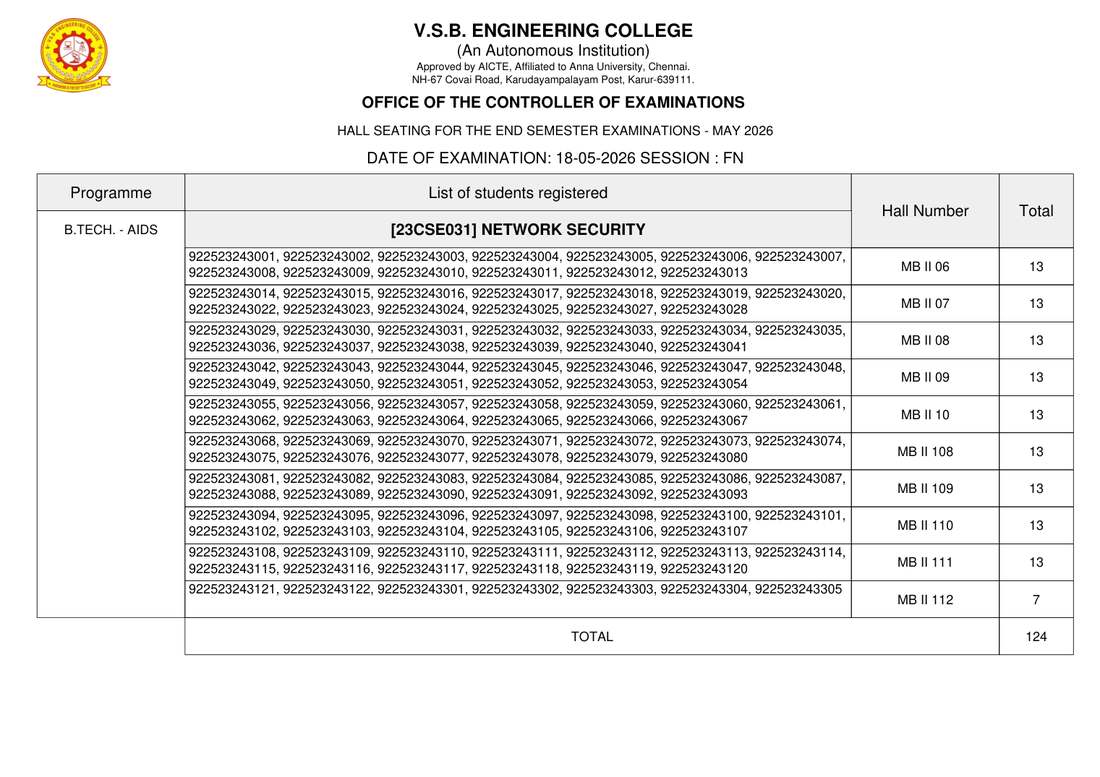 V.S.B. ENGINEERING COLLEGE
(An Autonomous Institution)
Approved by AICTE, Affiliated to Anna University, Chennai.
NH-67 Covai Road, Karudayampalayam Post, Karur-639111.
OFFICE OF THE CONTROLLER OF EXAMINATIONS
HALL SEATING FOR THE END SEMESTER EXAMINATIONS - MAY 2026
DATE OF EXAMINATION: 18-05-2026 SESSION : FN
Programme List of students registered Hall Number Total
B.TECH. - AIDS [23CSE031] NETWORK SECURITY
922523243001, 922523243002, 922523243003, 922523243004, 922523243005, 922523243006, 922523243007,
922523243008, 922523243009, 922523243010, 922523243011, 922523243012, 922523243013
MB II 06 13
922523243014, 922523243015, 922523243016, 922523243017, 922523243018, 922523243019, 922523243020,
922523243022, 922523243023, 922523243024, 922523243025, 922523243027, 922523243028
MB II 07 13
922523243029, 922523243030, 922523243031, 922523243032, 922523243033, 922523243034, 922523243035,
922523243036, 922523243037, 922523243038, 922523243039, 922523243040, 922523243041
MB II 08 13
922523243042, 922523243043, 922523243044, 922523243045, 922523243046, 922523243047, 922523243048,
922523243049, 922523243050, 922523243051, 922523243052, 922523243053, 922523243054
MB II 09 13
922523243055, 922523243056, 922523243057, 922523243058, 922523243059, 922523243060, 922523243061,
922523243062, 922523243063, 922523243064, 922523243065, 922523243066, 922523243067
MB II 10 13
922523243068, 922523243069, 922523243070, 922523243071, 922523243072, 922523243073, 922523243074,
922523243075, 922523243076, 922523243077, 922523243078, 922523243079, 922523243080
MB II 108 13
922523243081, 922523243082, 922523243083, 922523243084, 922523243085, 922523243086, 922523243087,
922523243088, 922523243089, 922523243090, 922523243091, 922523243092, 922523243093
MB II 109 13
922523243094, 922523243095, 922523243096, 922523243097, 922523243098, 922523243100, 922523243101,
922523243102, 922523243103, 922523243104, 922523243105, 922523243106, 922523243107
MB II 110 13
922523243108, 922523243109, 922523243110, 922523243111, 922523243112, 922523243113, 922523243114,
922523243115, 922523243116, 922523243117, 922523243118, 922523243119, 922523243120
MB II 111 13
922523243121, 922523243122, 922523243301, 922523243302, 922523243303, 922523243304, 922523243305
MB II 112 7
TOTAL 124